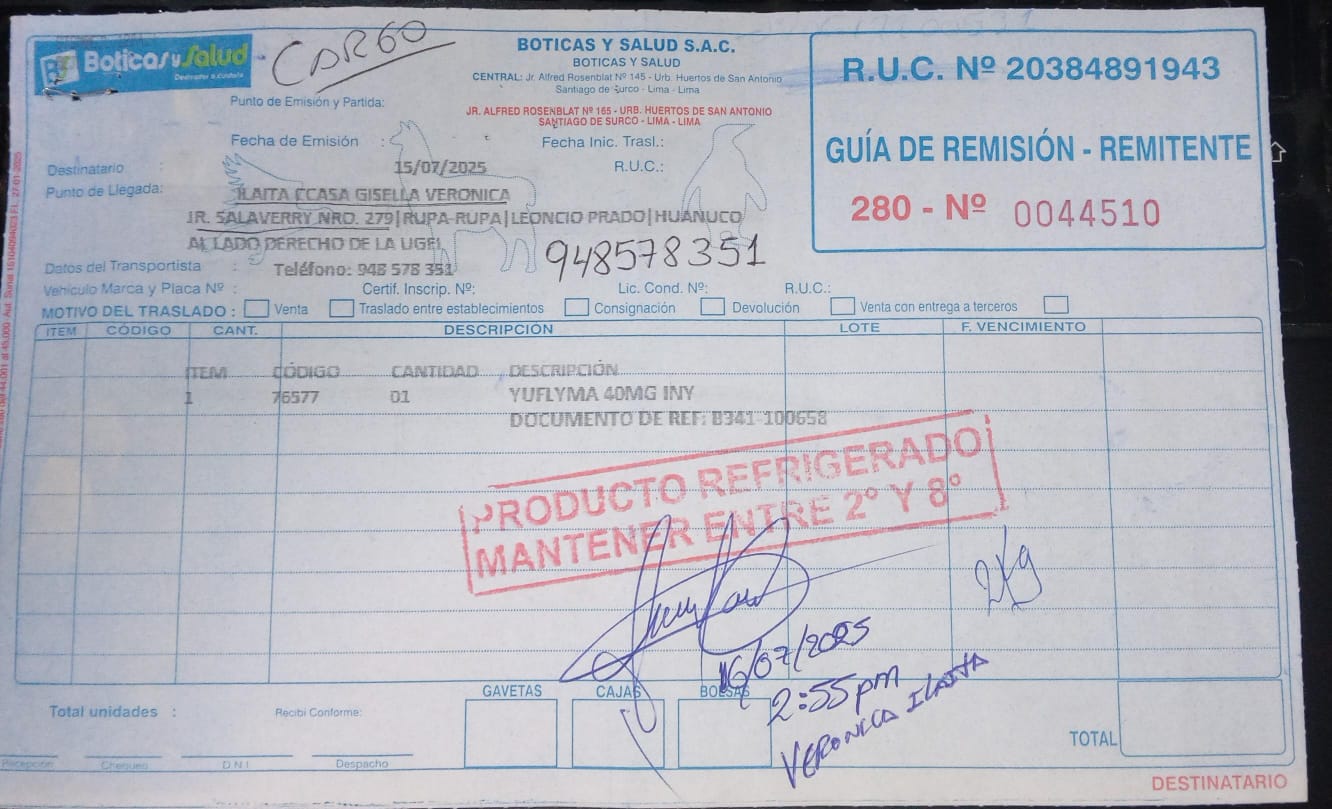 Boticas y Salud
Dedicados a Cuidarte
CARGO
BOTICAS Y SALUD S.A.C.
BOTICAS Y SALUD
CENTRAL: Jr. Alfred Rosenblat Nº 145 - Urb. Huertos de San Antonio
Santiago de Surco - Lima - Lima
Punto de Emisión y Partida:
JR. ALFRED ROSENBLAT Nº 165 - URB. HUERTOS DE SAN ANTONIO
SANTIAGO DE SURCO - LIMA - LIMA
R.U.C. Nº 20384891943
GUÍA DE REMISIÓN - REMITENTE
280 - Nº 0044510
Fecha de Emisión : Fecha Inic. Trasl.:
Destinatario : 15/07/2025 R.U.C.:
Punto de Llegada: ILAITA CCASA GISELLA VERONICA
JR. SALAVERRY NRO. 279|RUPA-RUPA|LEONCIO PRADO|HUANUCO
AL LADO DERECHO DE LA UGEL
948578351
Datos del Transportista : Teléfono: 948 578 351
Vehículo Marca y Placa Nº : Certif. Inscrip. Nº: Lic. Cond. Nº: R.U.C.:
MOTIVO DEL TRASLADO : Venta Traslado entre establecimientos Consignación Devolución Venta con entrega a terceros
ITEM CÓDIGO CANT. DESCRIPCIÓN LOTE F. VENCIMIENTO
ITEM CÓDIGO CANTIDAD DESCRIPCIÓN
1 76577 01 YUFLYMA 40MG INY
DOCUMENTO DE REF: B341-100658
PRODUCTO REFRIGERADO
MANTENER ENTRE 2° Y 8°
2Kg
16/07/2025
2:55pm
VERONICA ILAITA
GAVETAS CAJAS BOLSAS
Total unidades : Recibí Conforme:
TOTAL
Recepción Chequeo D.N.I. Despacho
DESTINATARIO